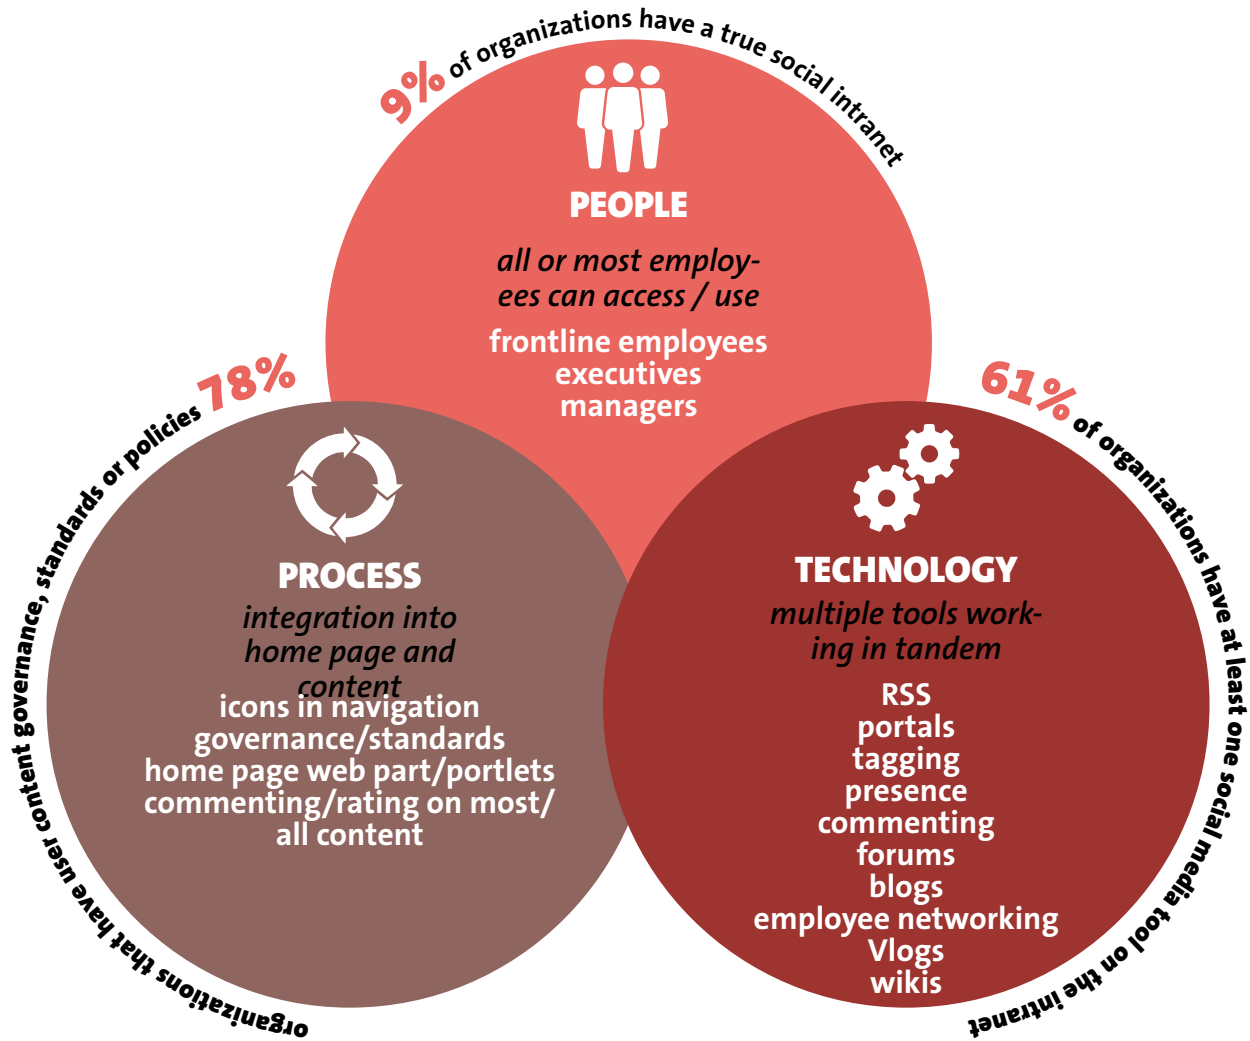 9% of organizations have a true social intranet
PEOPLE
all or most employ-
ees can access / use
frontline employees
executives
managers
organizations that have user content governance, standards or policies 78%
PROCESS
integration into
home page and
content
icons in navigation
governance/standards
home page web part/portlets
commenting/rating on most/
all content
61% of organizations have at least one social media tool on the intranet
TECHNOLOGY
multiple tools work-
ing in tandem
RSS
portals
tagging
presence
commenting
forums
blogs
employee networking
Vlogs
wikis